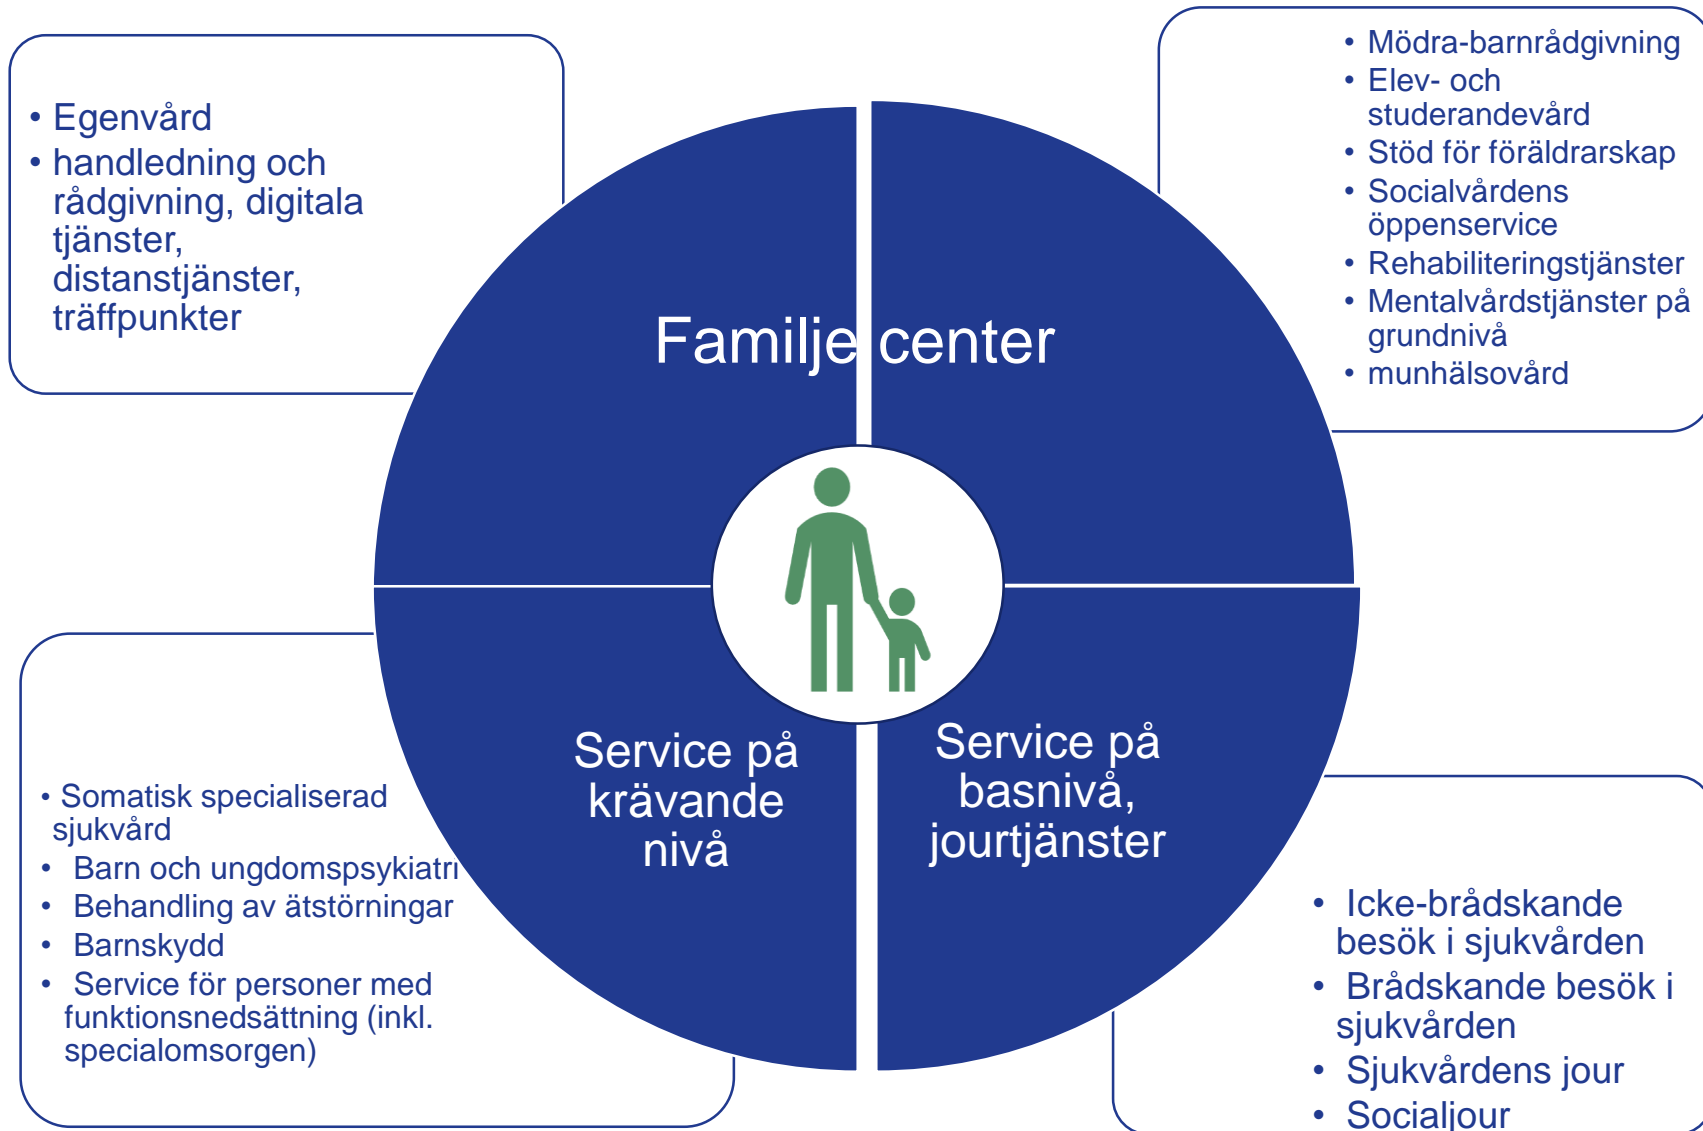 • Egenvård
• handledning och
rådgivning, digitala
tjänster,
distanstjänster,
träffpunkter
• Mödra-barnrådgivning
• Elev- och
studerandevård
• Stöd för föräldrarskap
• Socialvårdens
öppenservice
• Rehabiliteringstjänster
• Mentalvårdstjänster på
grundnivå
• munhälsovård
Familje center
Service på
krävande
nivå
Service på
basnivå,
jourtjänster
• Somatisk specialiserad
sjukvård
• Barn och ungdomspsykiatri
• Behandling av ätstörningar
• Barnskydd
• Service för personer med
funktionsnedsättning (inkl.
specialomsorgen)
• Icke-brådskande
besök i sjukvården
• Brådskande besök i
sjukvården
• Sjukvårdens jour
• Socialjour